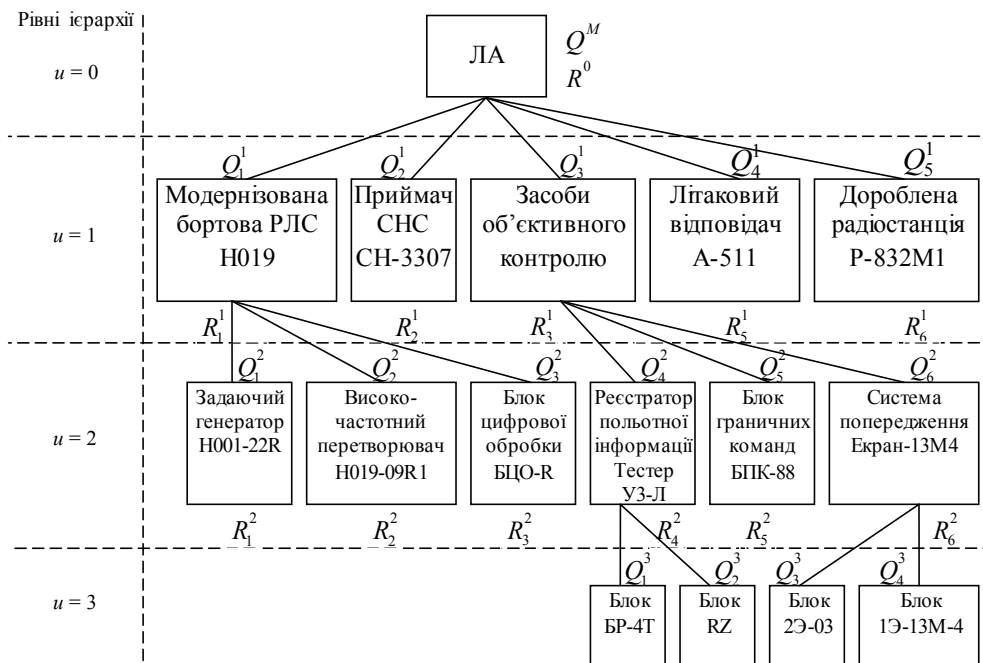 Рівні ієрархії
u = 0
ЛА
Q^M
R^0
Q_1^1
Q_2^1
Q_3^1
Q_4^1
Q_5^1
u = 1
Модернізована
бортова РЛС
Н019
Приймач
СНС
СН-3307
Засоби
об’єктивного
контролю
Літаковий
відповідач
А-511
Дороблена
радіостанція
Р-832М1
R_1^1
R_2^1
R_3^1
R_5^1
R_6^1
Q_1^2
Q_2^2
Q_3^2
Q_4^2
Q_5^2
Q_6^2
u = 2
Задаючий
генератор
Н001-22R
Високо-
частотний
перетворювач
Н019-09R1
Блок
цифрової
обробки
БЦО-R
Реєстратор
польотної
інформації
Тестер
УЗ-Л
Блок
граничних
команд
БПК-88
Система
попередження
Екран-13М4
R_1^2
R_2^2
R_3^2
R_4^2
R_5^2
R_6^2
Q_1^3
Q_2^3
Q_3^3
Q_4^3
u = 3
Блок
БР-4Т
Блок
RZ
Блок
2Э-03
Блок
1Э-13М-4